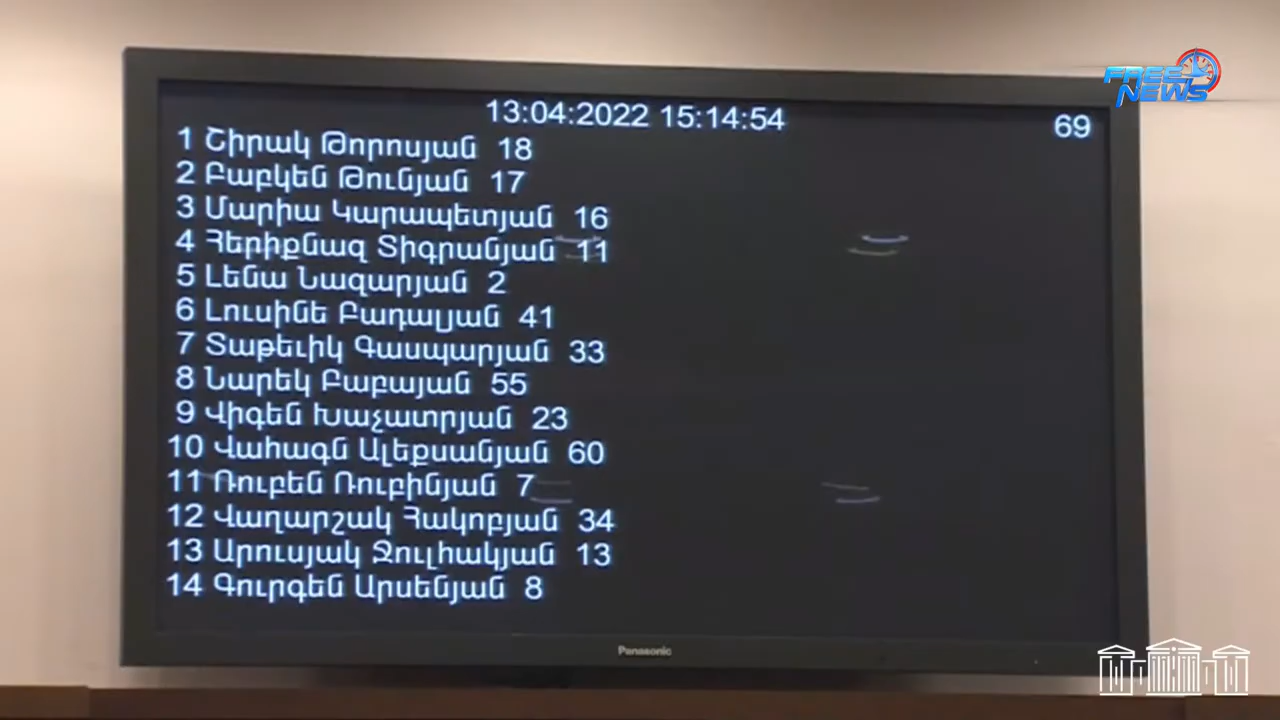 FREE NEWS
13:04:2022 15:14:54
69
1 Շիրակ Թորոսյան 18
2 Բաբկեն Թունյան 17
3 Մարիա Կարապետյան 16
4 Հերիքնազ Տիգրանյան 11
5 Լենա Նազարյան 2
6 Լուսինե Բադալյան 41
7 Տաթեւիկ Գասպարյան 33
8 Նարեկ Բաբայան 55
9 Վիգեն Խաչատրյան 23
10 Վահագն Ալեքսանյան 60
11 Ռուբեն Ռուբինյան 7
12 Վաղարշակ Հակոբյան 34
13 Արուսյակ Ջուլհակյան 13
14 Գուրգեն Արսենյան 8
Panasonic